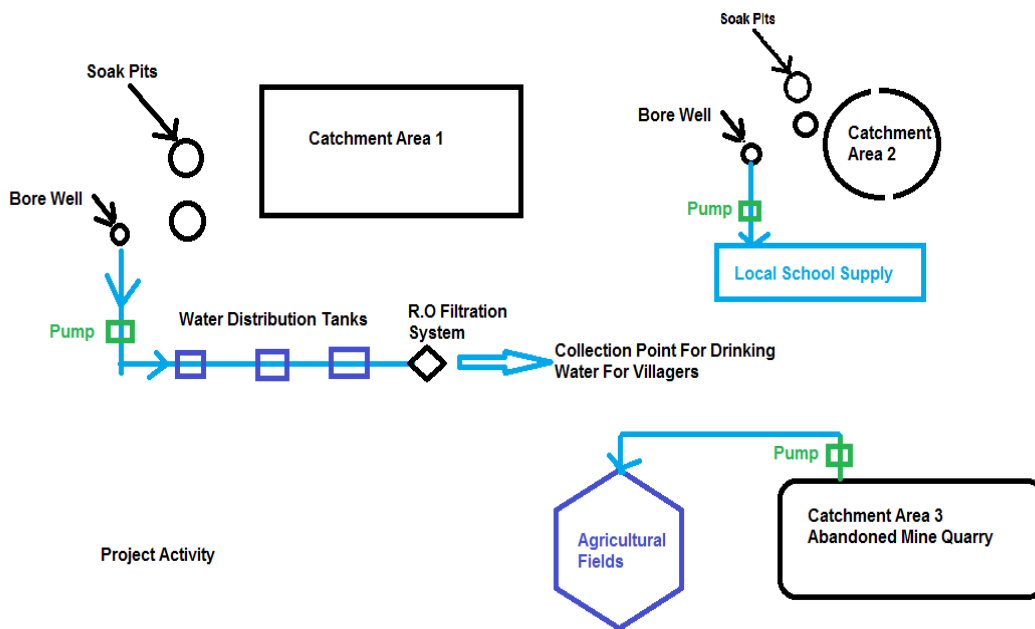 Soak Pits
Soak Pits
Catchment Area 1
Bore Well
Catchment
Area 2
Bore Well
Pump
Local School Supply
Water Distribution Tanks
R.O Filtration
System
Pump
Collection Point For Drinking
Water For Villagers
Pump
Catchment Area 3
Abandoned Mine Quarry
Agricultural
Fields
Project Activity